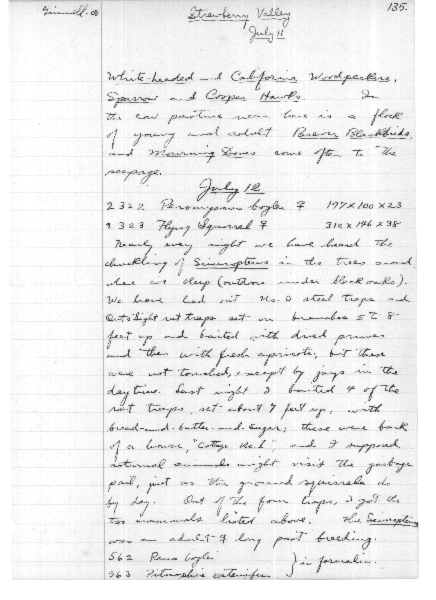 Grinnell-08
135.
Strawberry Valley
July 11
White-headed and California Woodpeckers,
Sparrow and Cooper Hawks. In
the cow pasture near here is a flock
of young and adult Brewer Blackbirds,
and Mourning Doves come often to the
seepage.
July 12
2322 Peromyscus boylei ♀ 197 x 100 x 23
2323 Flying Squirrel ♀ 312 x 146 x 38
Nearly every night we have heard the
chuckling of Sciuropterus in the trees around
where we sleep (outdoors under black oaks).
We have had out No. 0 steel traps and
Out o' Sight rat traps set on branches 5 to 8
feet up and baited with dried prunes
and then with fresh apricots, but these
were not touched, except by jays in the
daytime. Last night I baited 4 of the
rat traps, set about 7 feet up, with
bread-and-butter-and-sugar; these were back
of a house, "Cottage No. 1", and I supposed
nocturnal animals might visit the garbage
pail, just as the ground squirrels do
by day. Out of the four traps, I got the
two mammals listed above. The Sciuropterus
was an adult ♀ long past breeding.
562 Rana boylei
563 Pituophis catenifer } in formalin.